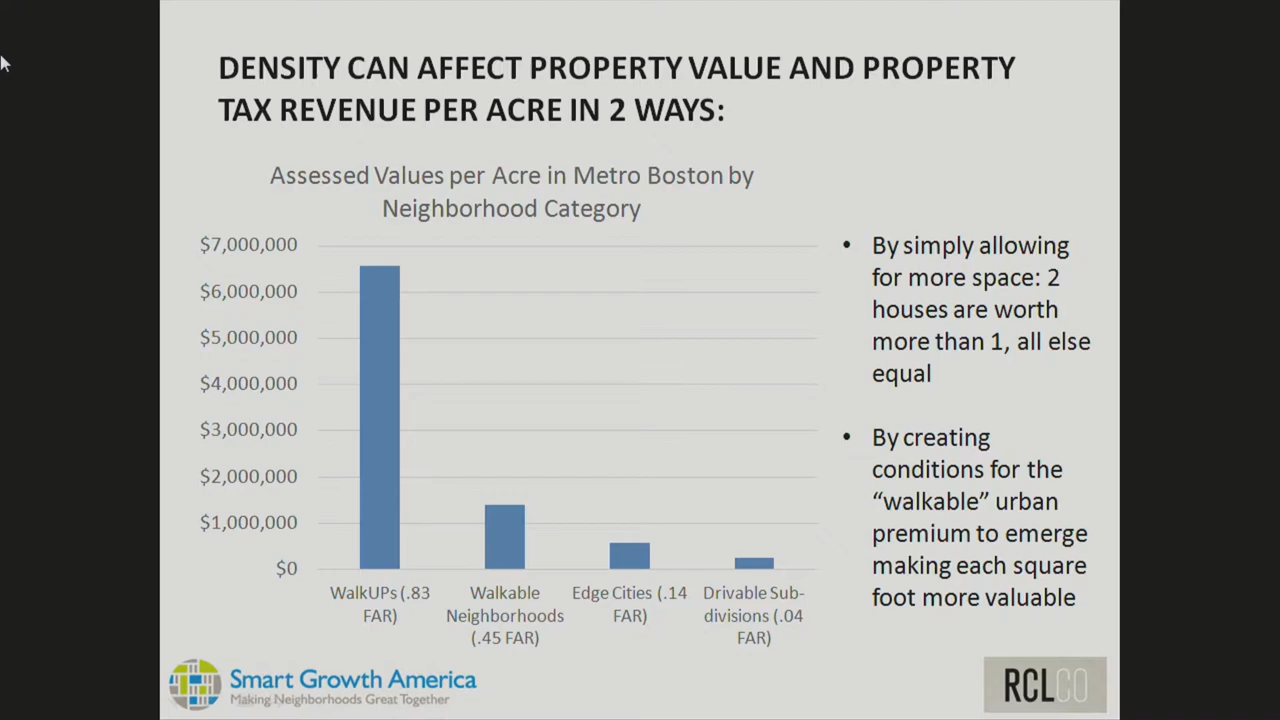 DENSITY CAN AFFECT PROPERTY VALUE AND PROPERTY
TAX REVENUE PER ACRE IN 2 WAYS:
Assessed Values per Acre in Metro Boston by
Neighborhood Category
$7,000,000
$6,000,000
$5,000,000
$4,000,000
$3,000,000
$2,000,000
$1,000,000
$0
WalkUPs (.83
FAR)
Walkable
Neighborhoods
(.45 FAR)
Edge Cities (.14
FAR)
Drivable Sub-
divisions (.04
FAR)
• By simply allowing
for more space: 2
houses are worth
more than 1, all else
equal
• By creating
conditions for the
“walkable” urban
premium to emerge
making each square
foot more valuable
Smart Growth America
Making Neighborhoods Great Together
RCLCO